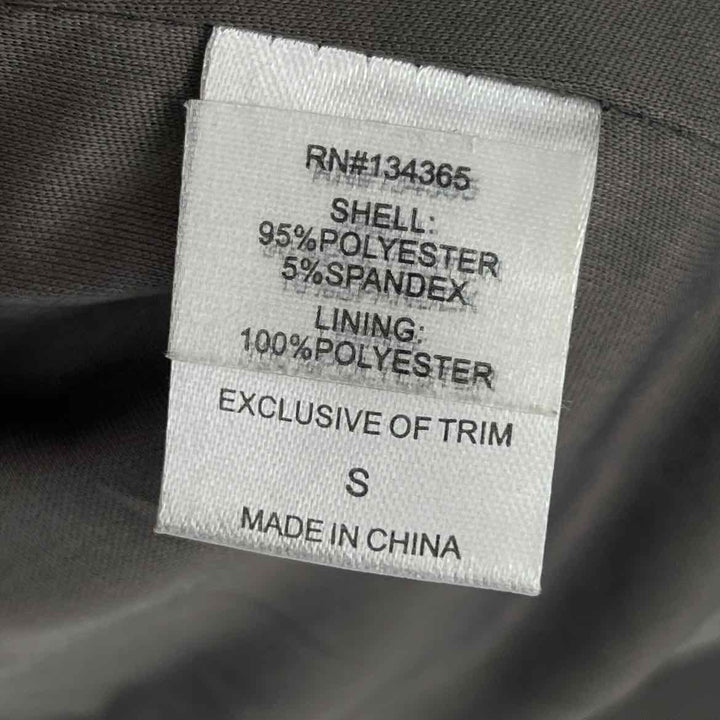 RN#134365
SHELL:
95%POLYESTER
5%SPANDEX
LINING:
100%POLYESTER
EXCLUSIVE OF TRIM
S
MADE IN CHINA